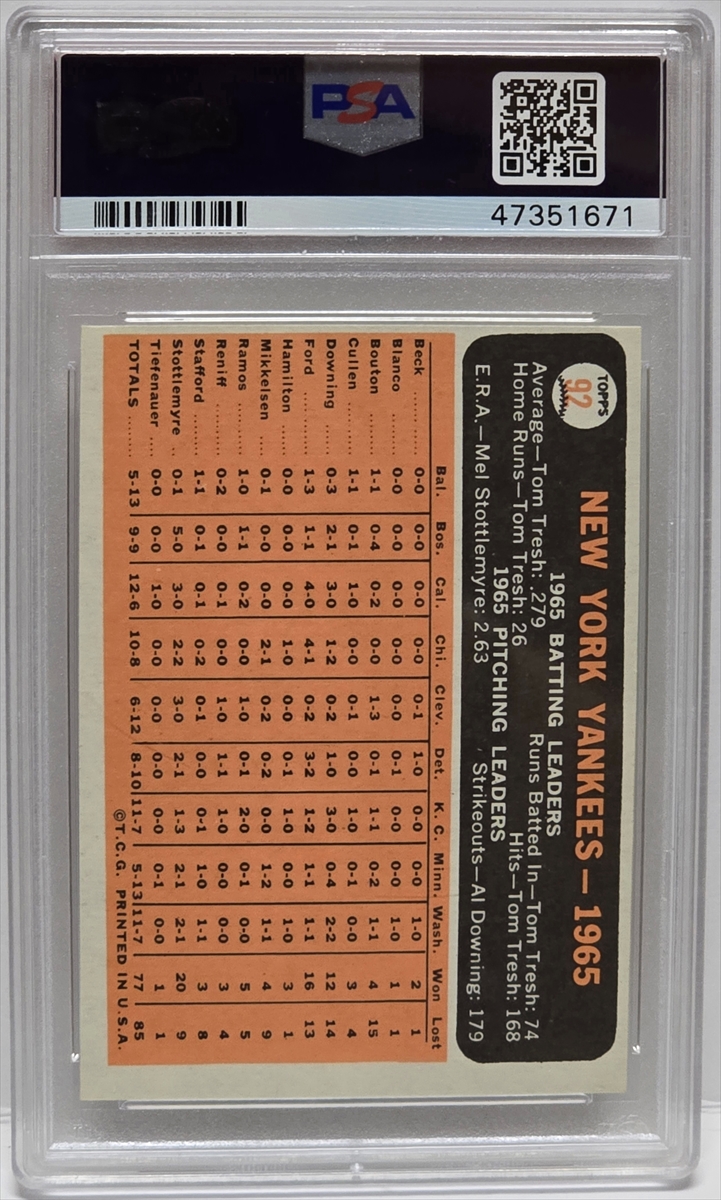 PSA
47351671
TOPPS
92
NEW YORK YANKEES—1965
1965 BATTING LEADERS
Average—Tom Tresh: .279 Runs Batted In—Tom Tresh: 74
Home Runs—Tom Tresh: 26 Hits—Tom Tresh: 168
1965 PITCHING LEADERS
E.R.A.—Mel Stottlemyre: 2.63 Strikeouts—Al Downing: 179
Bal. Bos. Cal. Chi. Clev. Det. K. C. Minn. Wash. Won Lost
Beck ...... 0-0 0-0 0-0 0-0 0-1 1-0 0-0 0-0 1-0 2 1
Blanco .... 0-0 0-0 0-0 0-0 0-0 0-1 0-0 0-0 1-0 1 1
Bouton ...... 1-1 0-4 0-2 0-0 1-3 0-1 1-1 0-2 1-1 4 15
Cullen ...... 1-1 0-1 1-0 0-0 0-1 0-0 1-0 0-1 0-0 3 4
Downing ...... 0-3 2-1 3-0 1-2 0-2 1-0 3-0 0-4 2-2 12 14
Ford ...... 1-3 1-1 4-0 4-1 0-2 3-2 1-2 1-1 1-1 16 13
Hamilton ...... 0-0 0-0 0-0 1-0 0-0 0-1 1-0 0-0 1-0 3 1
Mikkelsen .... 0-1 0-0 0-0 2-1 0-2 0-2 0-0 1-2 1-1 4 9
Ramos ...... 1-0 1-1 0-2 0-0 1-0 0-1 2-0 0-1 0-0 5 5
Reniff ...... 0-2 0-0 0-1 0-0 1-0 1-1 1-0 0-0 0-0 3 4
Stafford ...... 1-1 0-1 0-1 0-2 0-1 0-0 0-1 1-0 1-1 3 8
Stottlemyre .. 0-1 5-0 3-0 2-2 3-0 2-1 1-3 2-1 2-1 20 9
Tiefenauer .... 0-0 0-0 1-0 0-0 0-0 0-0 0-0 0-1 0-0 1 1
TOTALS ........ 5-13 9-9 12-6 10-8 6-12 8-10 11-7 5-13 11-7 77 85
©T.C.G. PRINTED IN U.S.A.